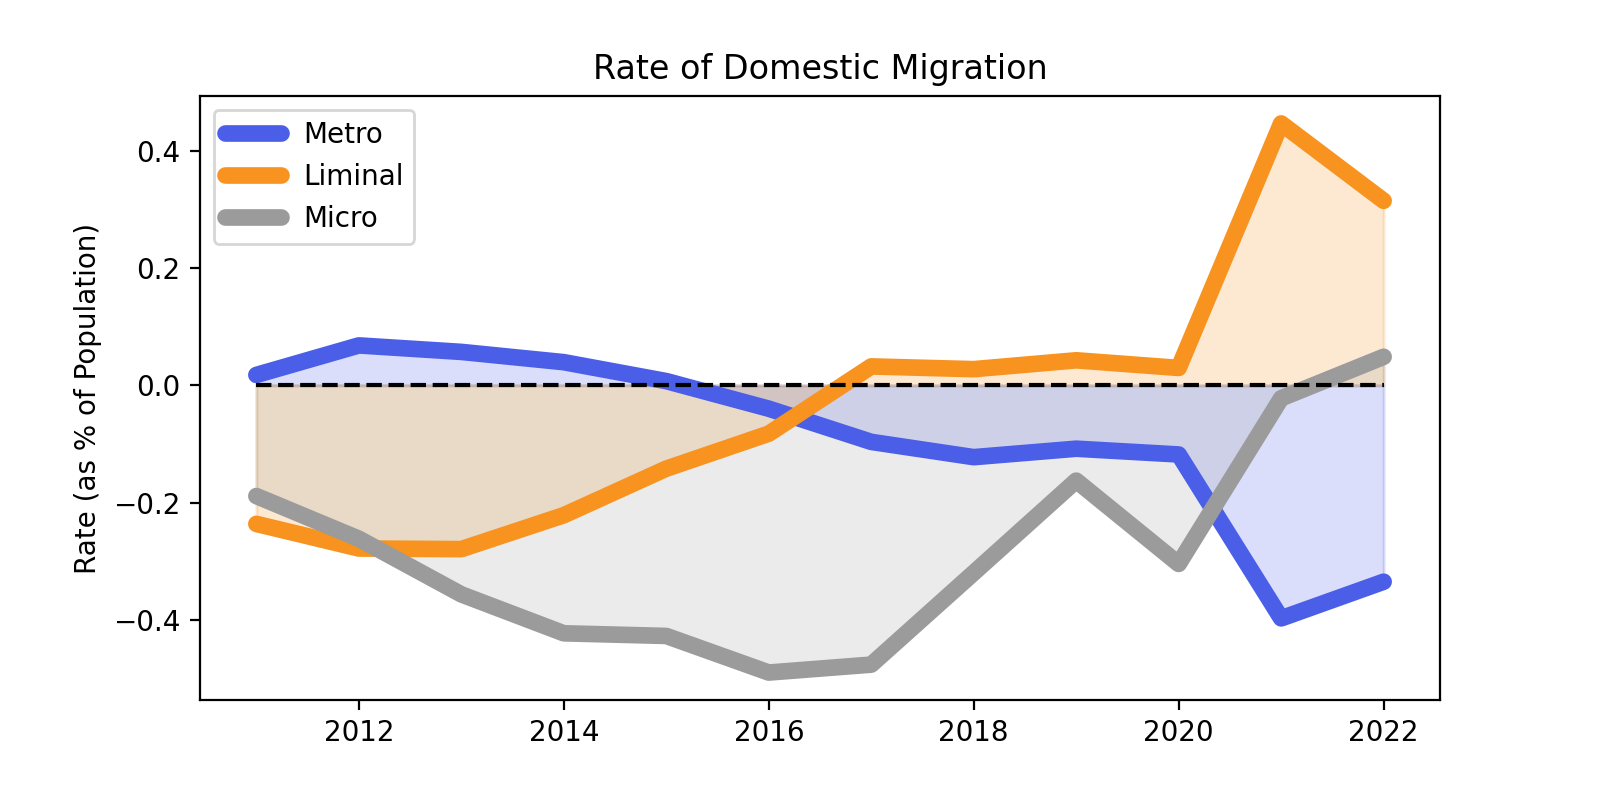 Rate of Domestic Migration
Metro
Liminal
Micro
Rate (as % of Population)
0.4
0.2
0.0
−0.2
−0.4
2012 2014 2016 2018 2020 2022